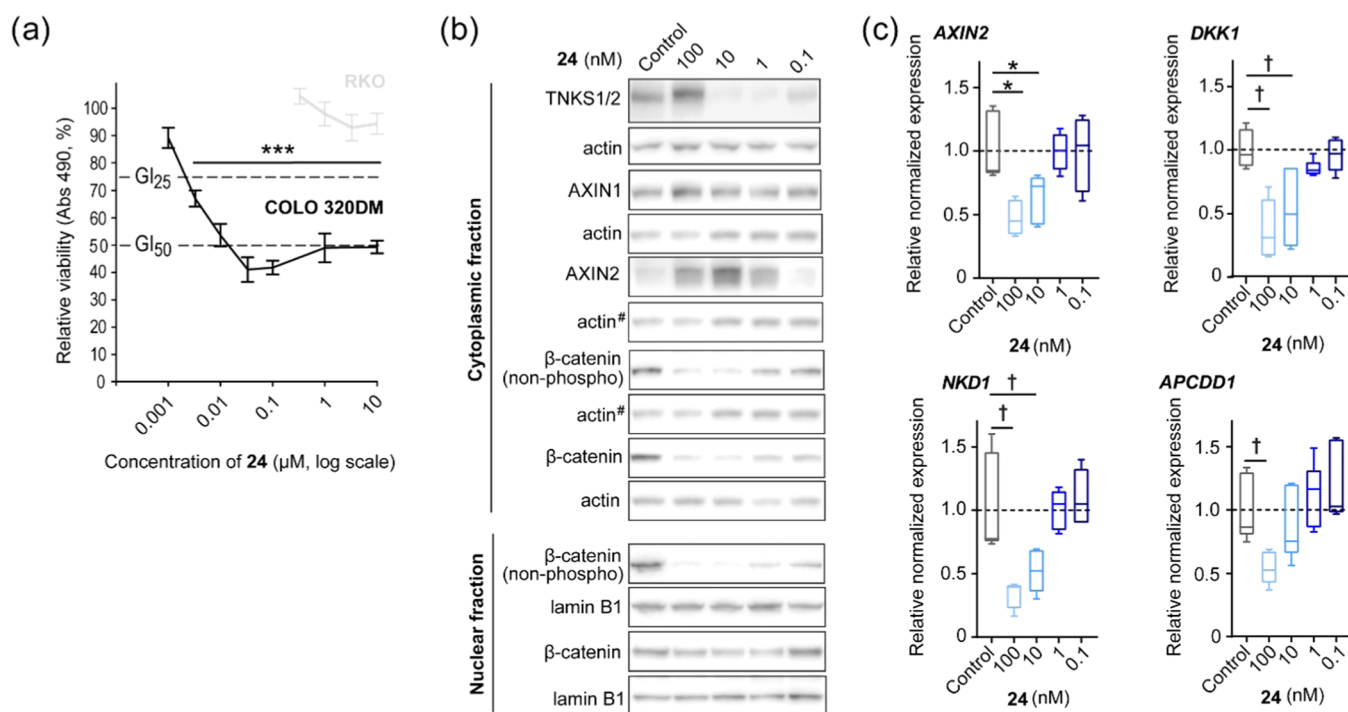 (a)
RKO
100
90
80
70
60
50
40
30
20
10
0
***
GI25
COLO 320DM
GI50
Relative viability (Abs 490, %)
0.001
0.01
0.1
1
10
Concentration of 24 (μM, log scale)
(b)
24 (nM)
Control
100
10
1
0.1
Cytoplasmic fraction
TNKS1/2
actin
AXIN1
actin
AXIN2
actin#
β-catenin
(non-phospho)
actin#
β-catenin
actin
Nuclear fraction
β-catenin
(non-phospho)
lamin B1
β-catenin
lamin B1
(c)
AXIN2
Relative normalized expression
1.5
1.0
0.5
0
*
*
Control
100
10
1
0.1
24 (nM)
DKK1
Relative normalized expression
1.5
1.0
0.5
0
†
†
Control
100
10
1
0.1
24 (nM)
NKD1
Relative normalized expression
1.5
1.0
0.5
0
†
†
Control
100
10
1
0.1
24 (nM)
APCDD1
Relative normalized expression
1.5
1.0
0.5
0
†
Control
100
10
1
0.1
24 (nM)